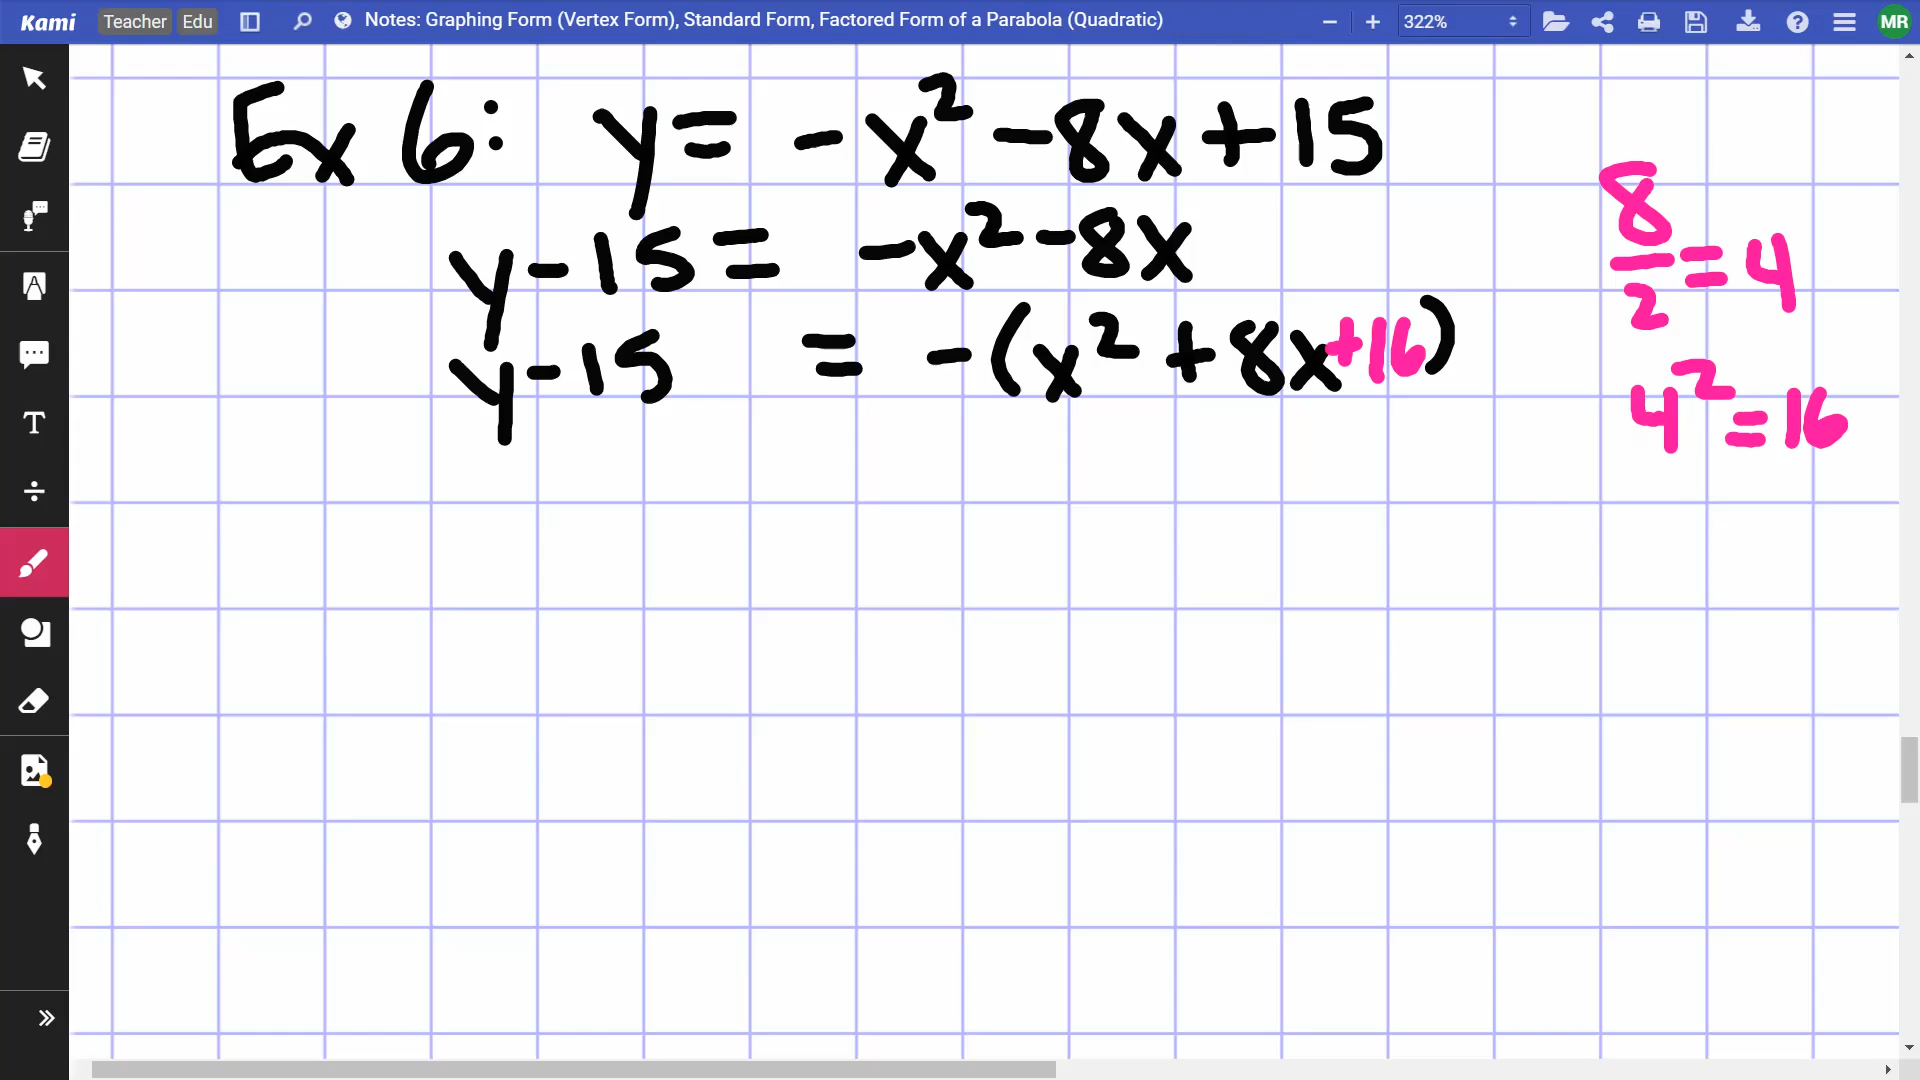 Kami Teacher Edu Notes: Graphing Form (Vertex Form), Standard Form, Factored Form of a Parabola (Quadratic) 322% MR
Ex 6: y = -x² - 8x + 15
y - 15 = -x² - 8x
y - 15 = -(x² + 8x + 16)
8/2 = 4
4² = 16